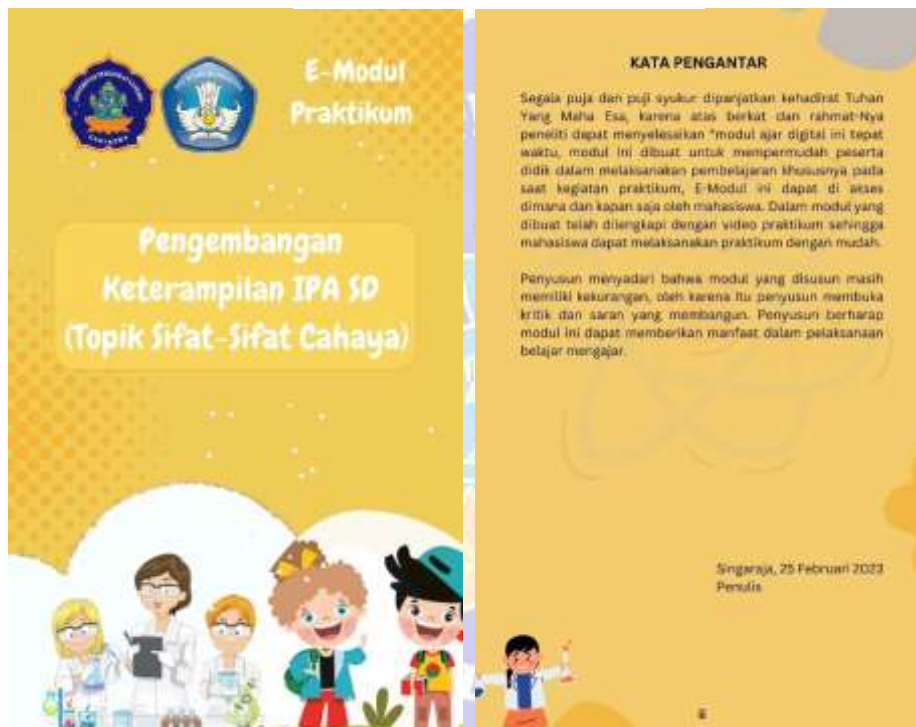 E-Modul
Praktikum
Pengembangan
Keterampilan IPA SD
(Topik Sifat-Sifat Cahaya)
KATA PENGANTAR
Segala puja dan puji syukur dipanjatkan kehadirat Tuhan
Yang Maha Esa, karena atas berkat dan rahmat-Nya
peneliti dapat menyelesaikan "modul ajar digital ini tepat
waktu, modul ini dibuat untuk mempermudah peserta
didik dalam melaksanakan pembelajaran khususnya pada
saat kegiatan praktikum, E-Modul ini dapat di akses
dimana dan kapan saja oleh mahasiswa. Dalam modul yang
dibuat telah dilengkapi dengan video praktikum sehingga
mahasiswa dapat melaksanakan praktikum dengan mudah.
Penyusun menyadari bahwa modul yang disusun masih
memiliki kekurangan, oleh karena itu penyusun membuka
kritik dan saran yang membangun. Penyusun berharap
modul ini dapat memberikan manfaat dalam pelaksanaan
belajar mengajar.
Singaraja, 25 Februari 2023
Penulis